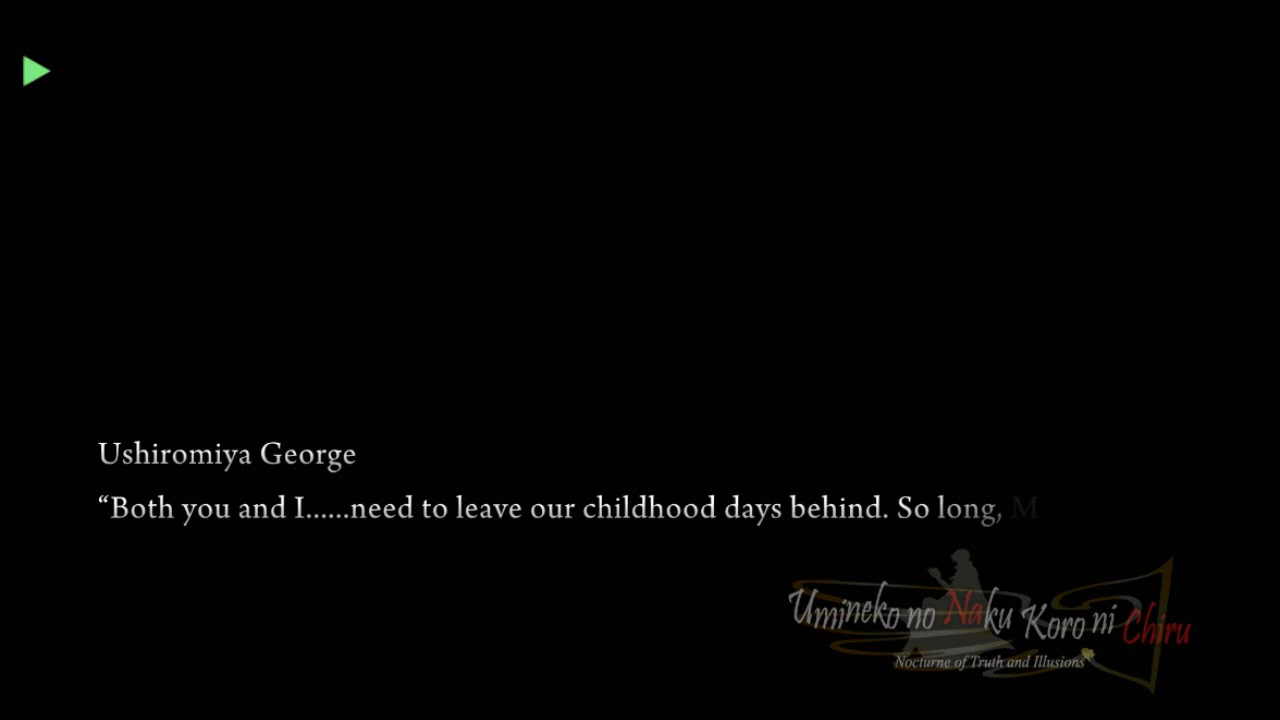 Ushiromiya George
“Both you and I......need to leave our childhood days behind. So long, M
Umineko no Naku Koro ni Chiru
Nocturne of Truth and Illusions